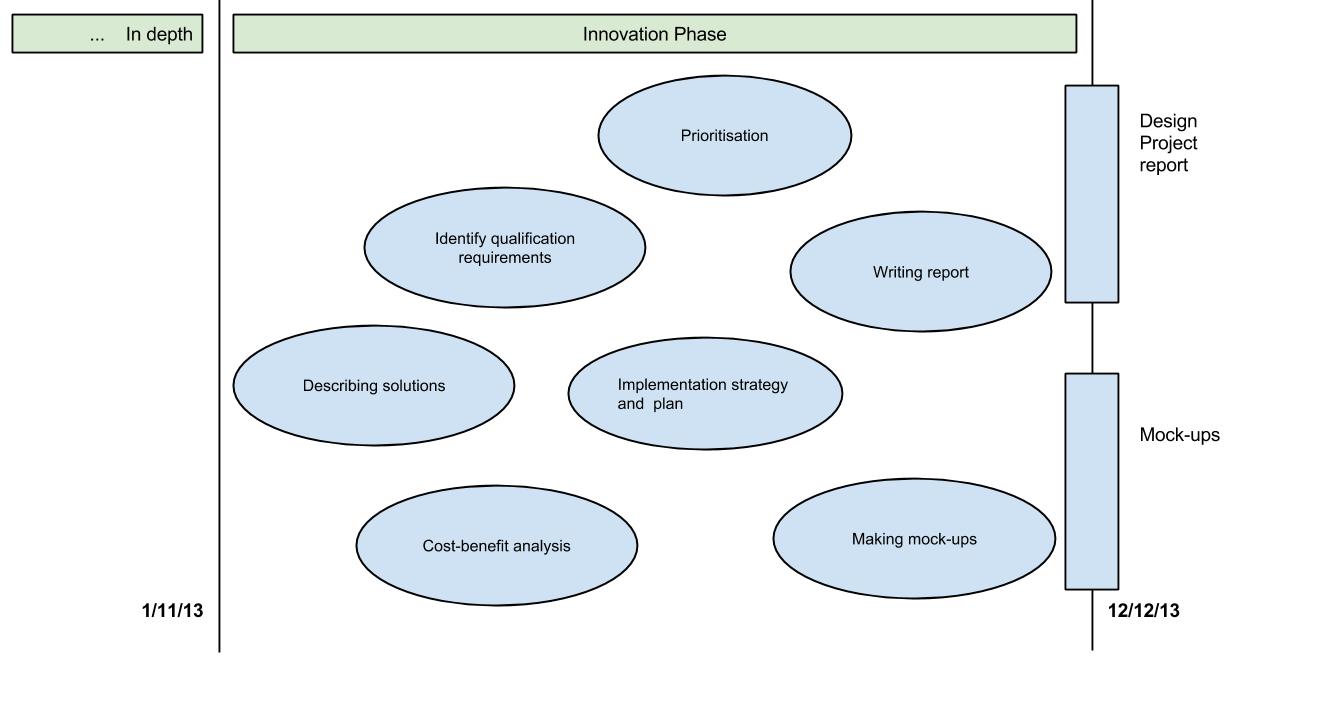 ... In depth
Innovation Phase
Prioritisation
Design
Project
report
Identify qualification
requirements
Writing report
Describing solutions
Implementation strategy
and plan
Mock-ups
Cost-benefit analysis
Making mock-ups
1/11/13
12/12/13